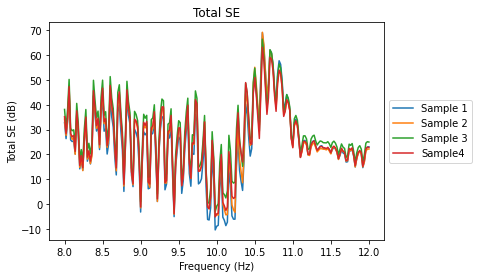 Total SE
70
60
50
40
30
20
10
0
−10
Total SE (dB)
8.0 8.5 9.0 9.5 10.0 10.5 11.0 11.5 12.0
Frequency (Hz)
Sample 1
Sample 2
Sample 3
Sample4